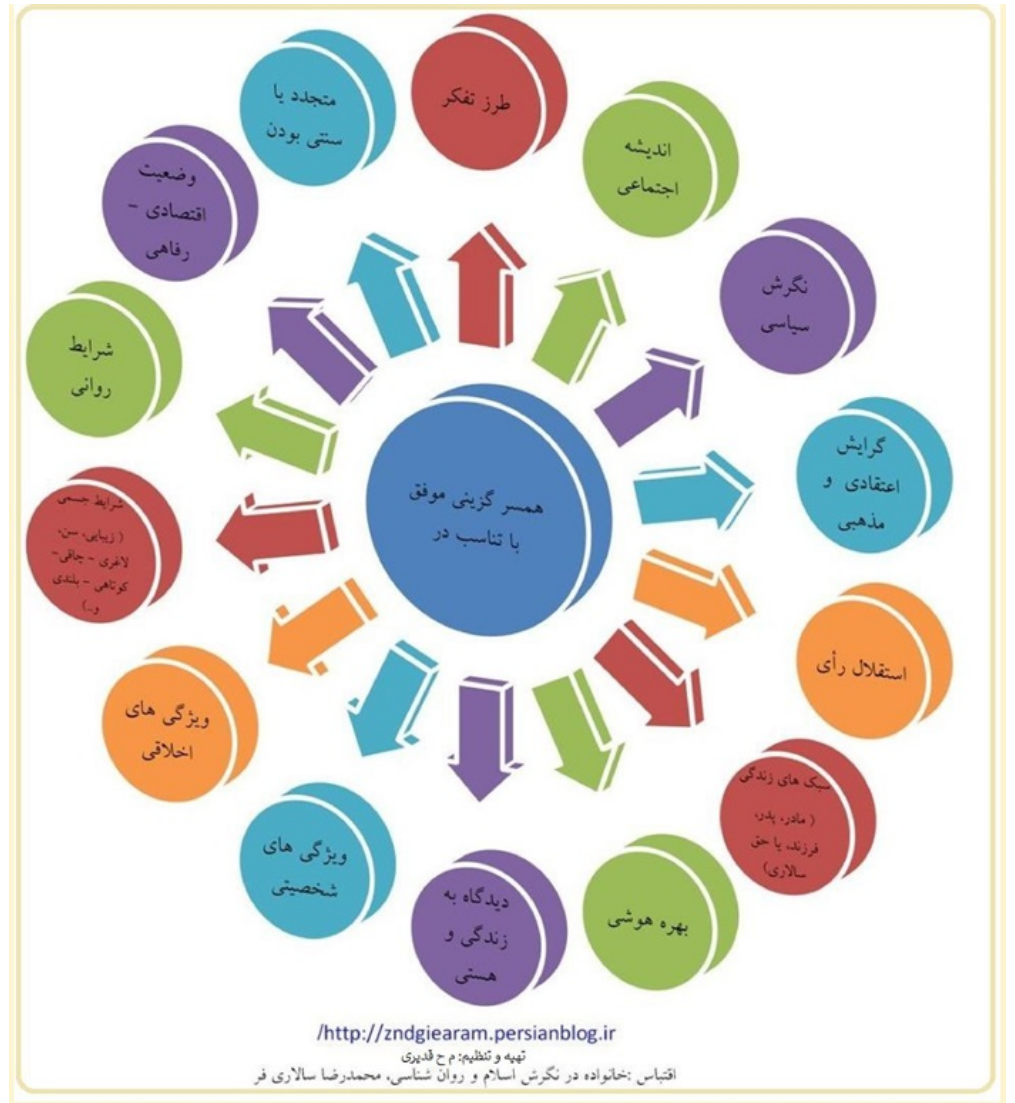 همسر گزینی موفق
با تناسب در
طرز تفکر
اندیشه
اجتماعی
نگرش
سیاسی
گرایش
اعتقادی و
مذهبی
استقلال رأی
سبک های زندگی
( مادر، پدر،
فرزند، یا حق
سالاری)
بهره هوشی
دیدگاه به
زندگی و
هستی
ویژگی های
شخصیتی
ویژگی های
اخلاقی
شرایط جسمی
( زیبایی، سن،
لاغری - چاقی-
کوتاهی - بلندی
و..)
شرایط
روانی
وضعیت
اقتصادی -
رفاهی
متجدد یا
سنتی بودن
/http://zndgiearam.persianblog.ir
تهیه و تنظیم: م ح قدیری
اقتباس :خانواده در نگرش اسلام و روان شناسی، محمدرضا سالاری فر